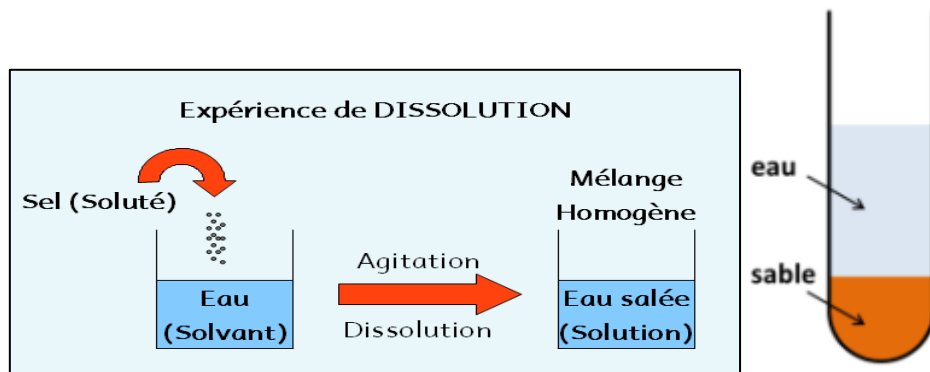 Expérience de DISSOLUTION
Sel (Soluté)
Eau
(Solvant)
Agitation
Dissolution
Mélange
Homogène
Eau salée
(Solution)
eau
sable